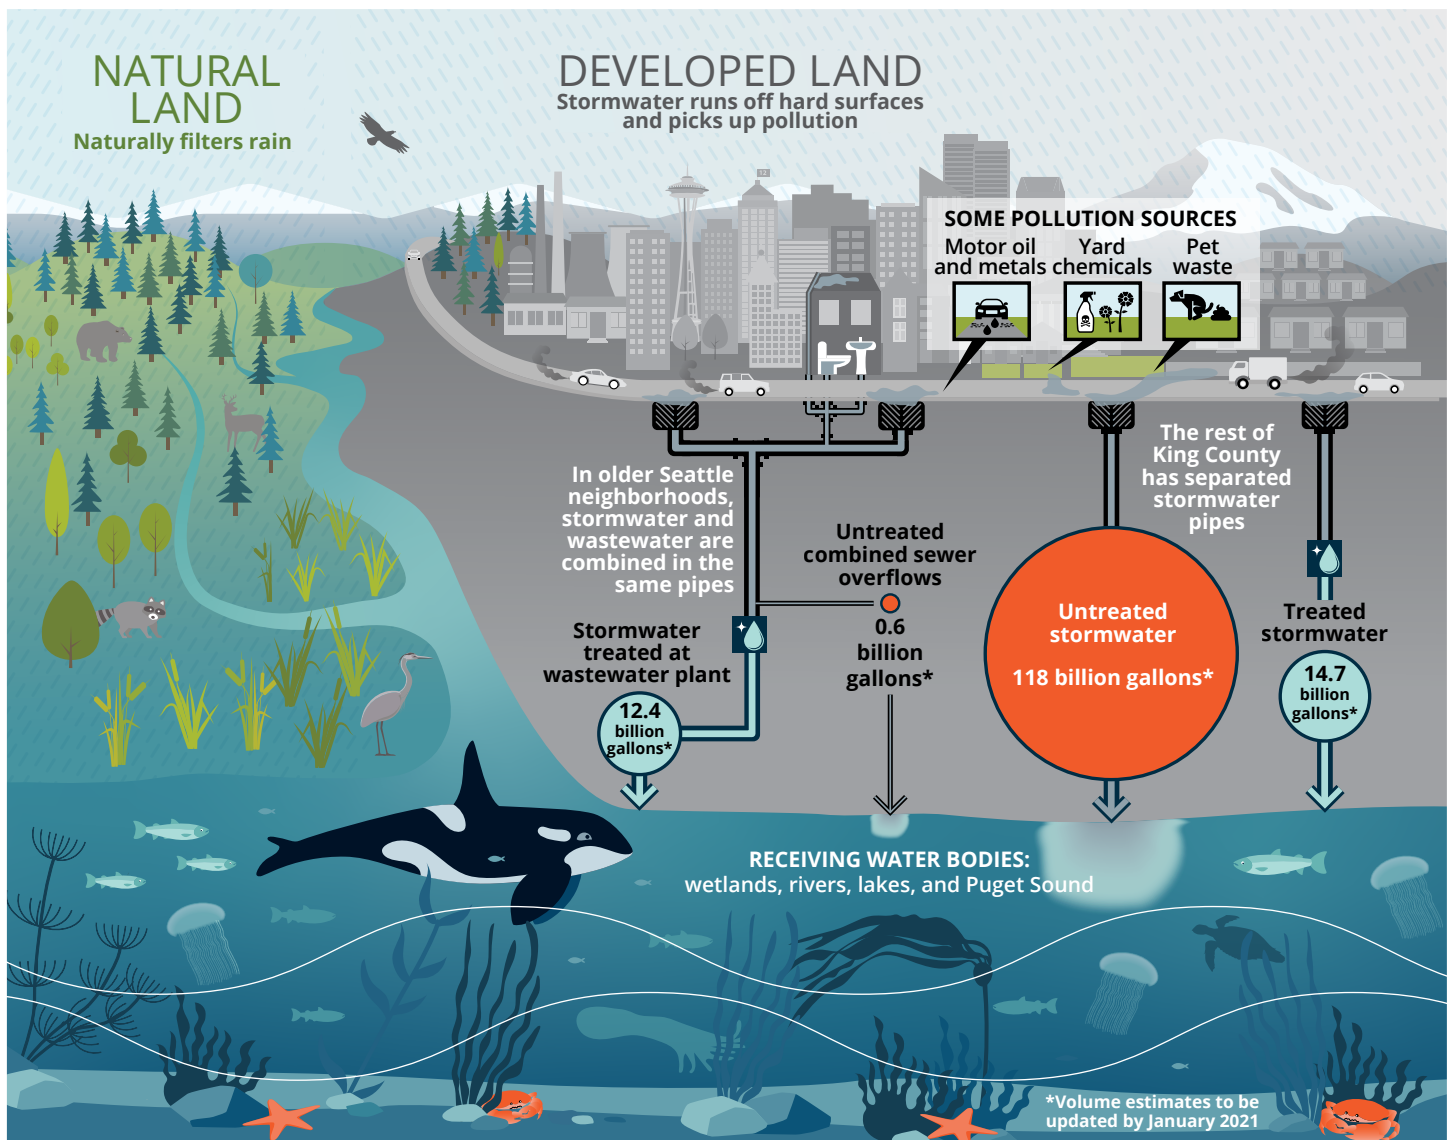 NATURAL
LAND
Naturally filters rain
DEVELOPED LAND
Stormwater runs off hard surfaces
and picks up pollution
12
SOME POLLUTION SOURCES
Motor oil
and metals
Yard
chemicals
Pet
waste
In older Seattle
neighborhoods,
stormwater and
wastewater are
combined in the
same pipes
The rest of
King County
has separated
stormwater
pipes
Untreated
combined sewer
overflows
0.6
billion
gallons*
Stormwater
treated at
wastewater plant
12.4
billion
gallons*
Untreated
stormwater
118 billion gallons*
Treated
stormwater
14.7
billion
gallons*
RECEIVING WATER BODIES:
wetlands, rivers, lakes, and Puget Sound
*Volume estimates to be
updated by January 2021